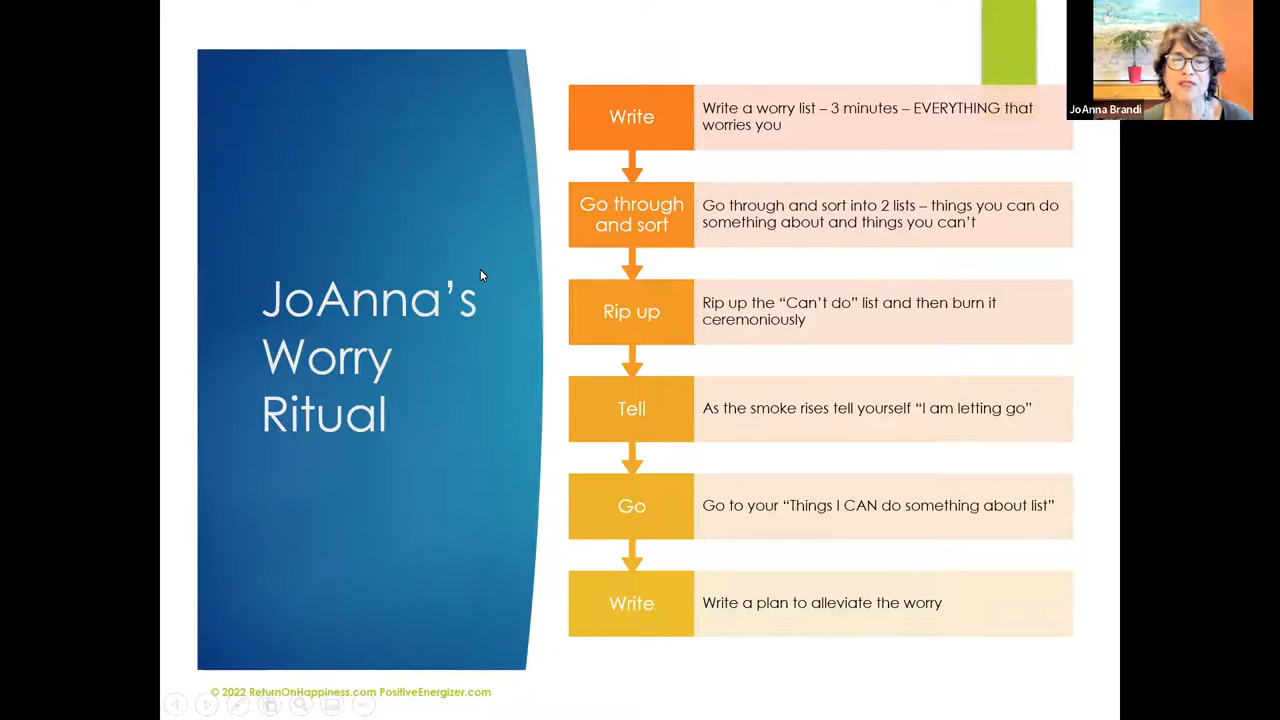 JoAnna's
Worry
Ritual
Write
Write a worry list – 3 minutes – EVERYTHING that
worries you
Go through
and sort
Go through and sort into 2 lists – things you can do
something about and things you can't
Rip up
Rip up the “Can't do” list and then burn it
ceremoniously
Tell
As the smoke rises tell yourself “I am letting go”
Go
Go to your “Things I CAN do something about list”
Write
Write a plan to alleviate the worry
© 2022 ReturnOnHappiness.com PositiveEnergizer.com
JoAnna Brandi